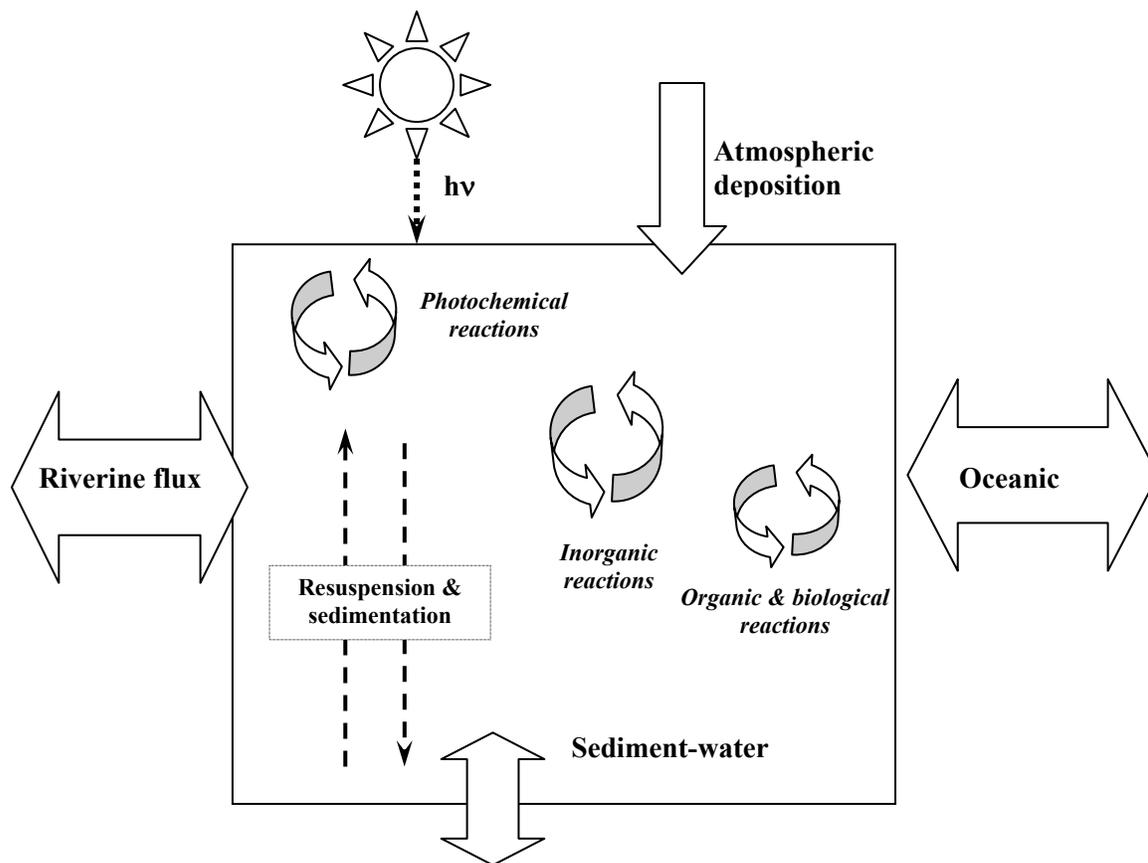 hν
Atmospheric
deposition
Photochemical
reactions
Riverine flux
Oceanic
Inorganic
reactions
Organic & biological
reactions
Resuspension &
sedimentation
Sediment-water